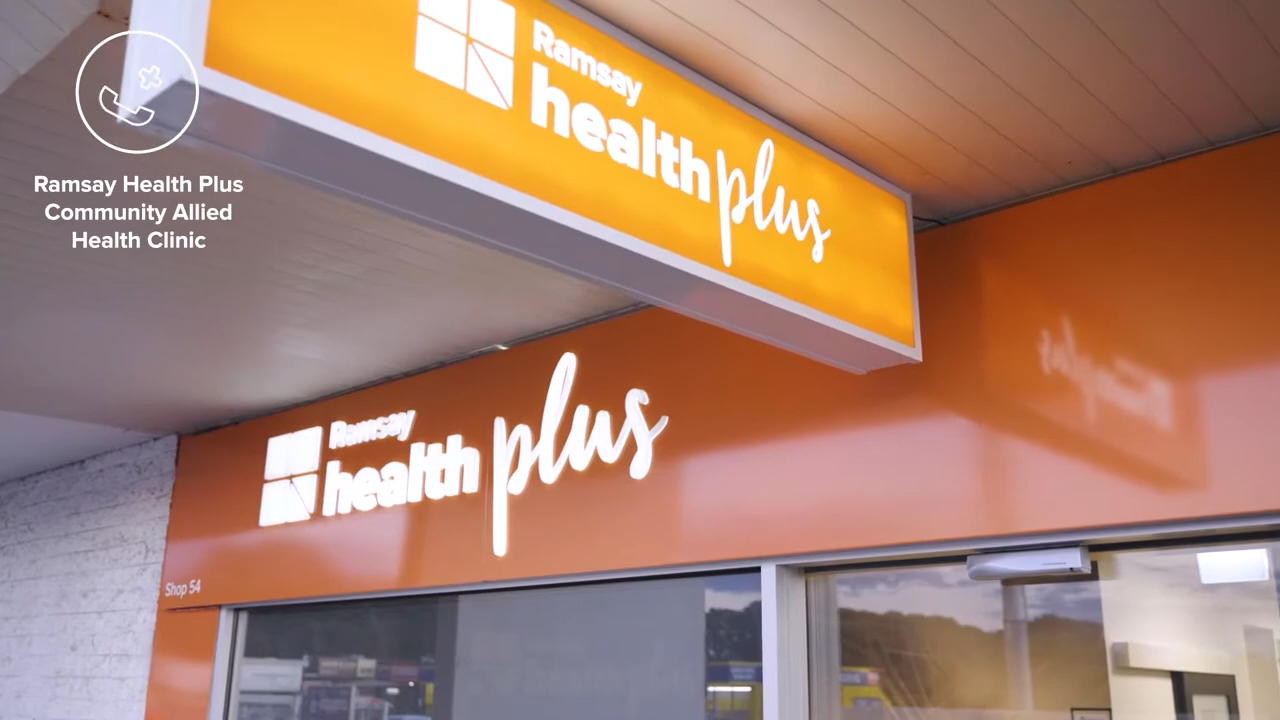 Ramsay Health Plus
Community Allied
Health Clinic
Ramsay
health plus
Ramsay
health plus
Shop 54